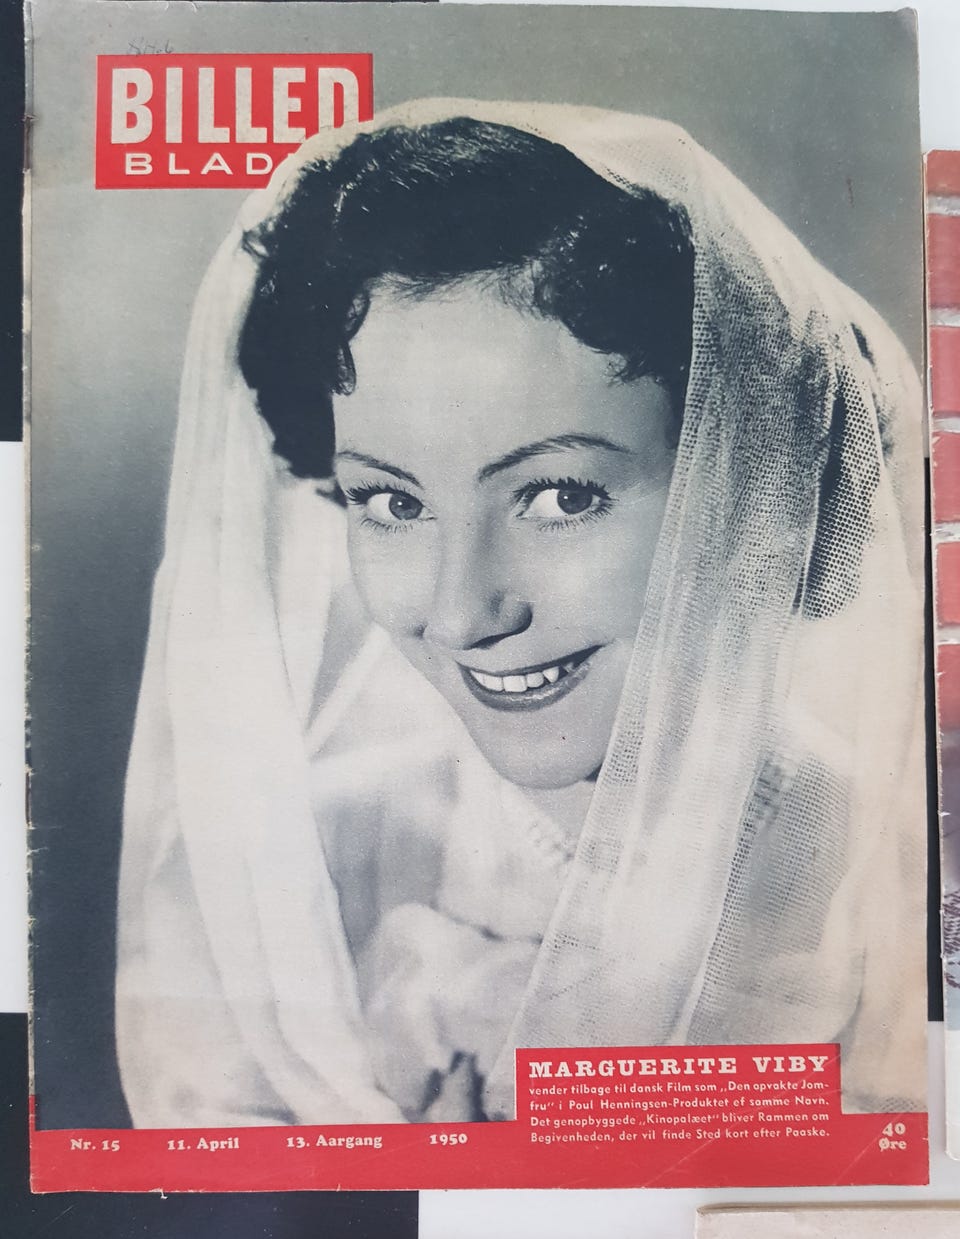 BILLED
BLAD
MARGUERITE VIBY
vender tilbage til dansk Film som „Den opvakte Jom-
fru“ i Poul Henningsen-Produktet ef samme Navn.
Det genopbyggede „Kinopalæet“ bliver Rammen om
Begivenheden, der vil finde Sted kort efter Paaske.
Nr. 15 11. April 13. Aargang 1950
40
Øre